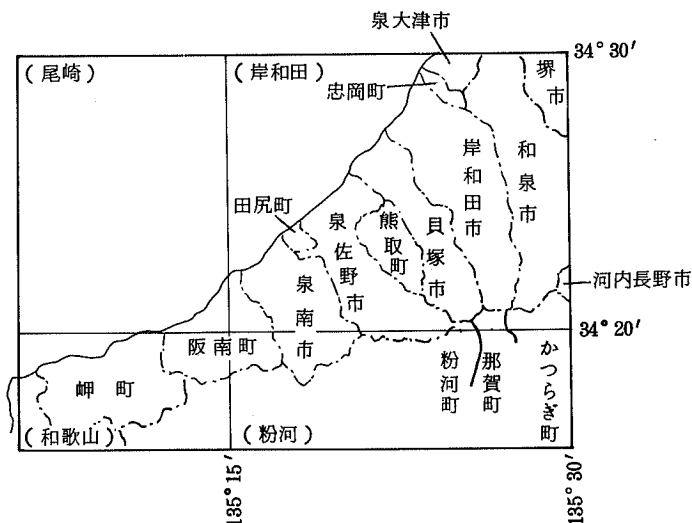 泉大津市
34°30′
(尾崎)
(岸和田)
堺市
忠岡町
岸和田市
和泉市
田尻町
泉佐野市
熊取町
貝塚市
泉南市
河内長野市
34°20′
阪南町
岬町
粉河町
那賀町
かつらぎ町
(和歌山)
(粉河)
135°15′
135°30′